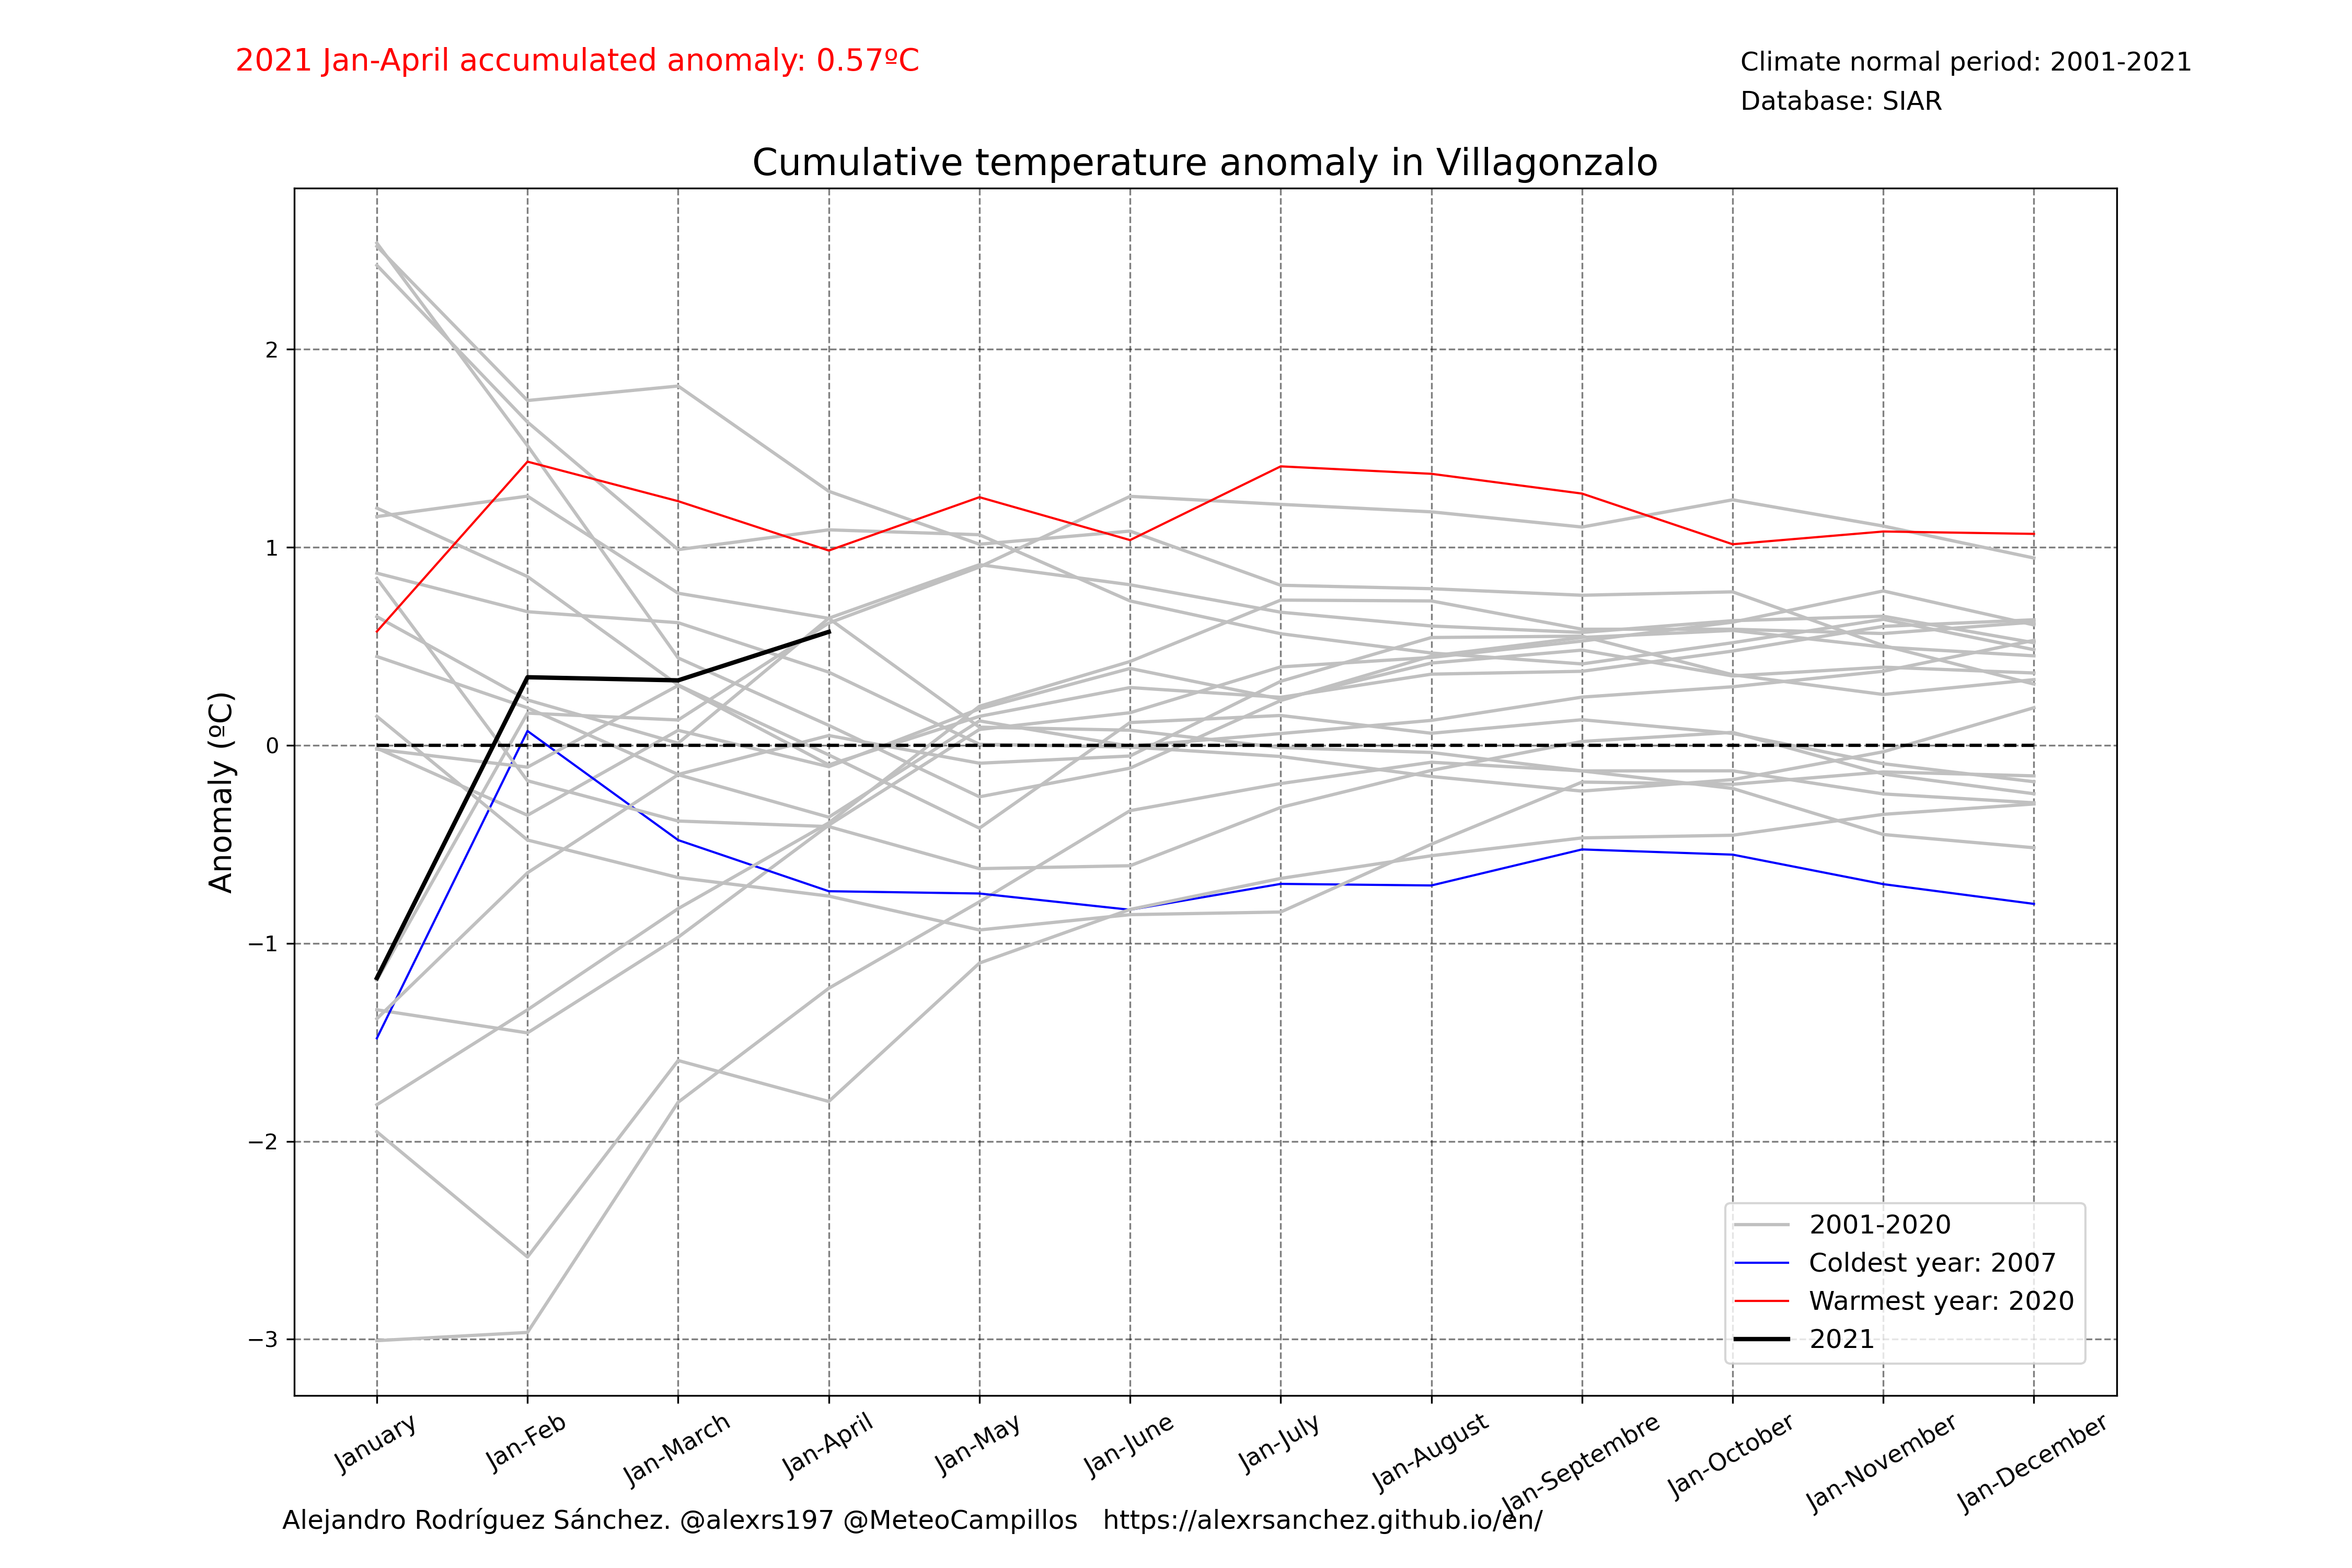 2021 Jan-April accumulated anomaly: 0.57ºC
Climate normal period: 2001-2021
Database: SIAR
Cumulative temperature anomaly in Villagonzalo
Anomaly (ºC)
2
1
0
−1
−2
−3
2001-2020
Coldest year: 2007
Warmest year: 2020
2021
January
Jan-Feb
Jan-March
Jan-April
Jan-May
Jan-June
Jan-July
Jan-August
Jan-Septembre
Jan-October
Jan-November
Jan-December
Alejandro Rodríguez Sánchez. @alexrs197 @MeteoCampillos   https://alexrsanchez.github.io/en/